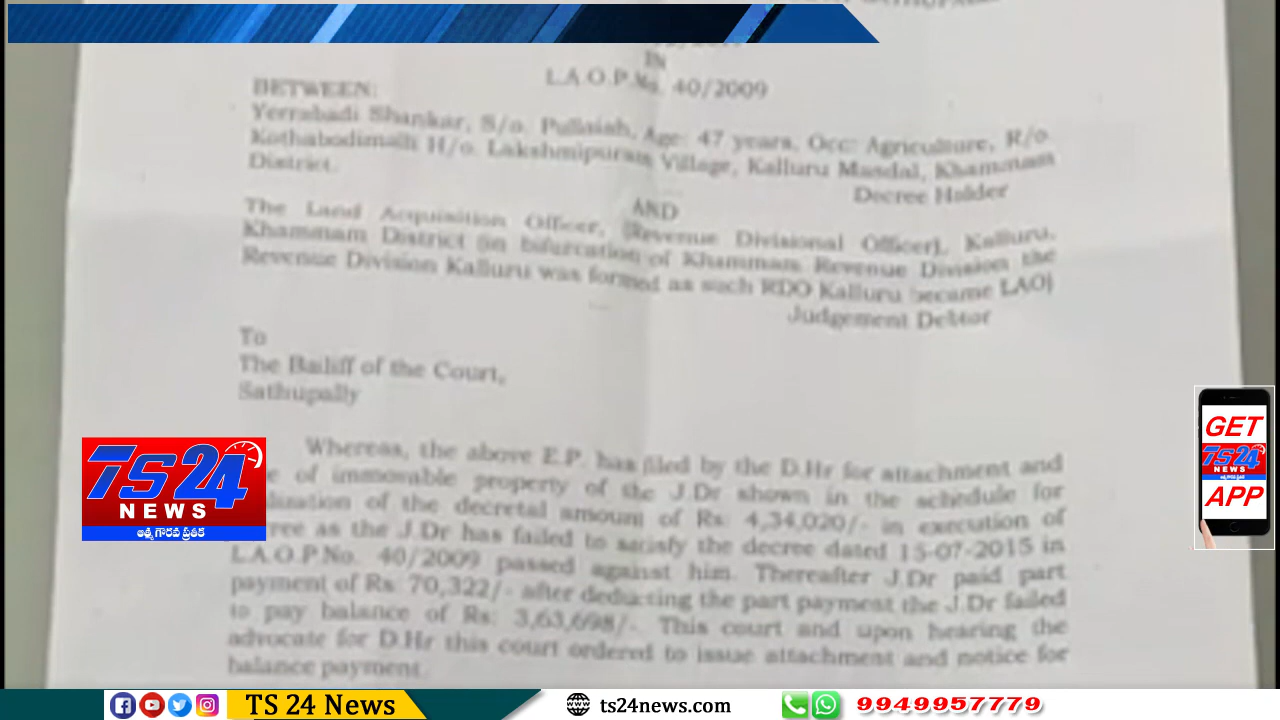 IN
L.A.O.P.No. 40/2009
BETWEEN:
Yerrabadi Shankar, S/o. Pullaiah, Age: 47 years, Occ: Agriculture, R/o.
Kothabodimalli H/o. Lakshmipuram Village, Kalluru Mandal, Khammam
District.
Decree Holder
AND
The Land Acquisition Officer, (Revenue Divisional Officer), Kalluru,
Khammam District (in bifurcation of Khammam Revenue Division the
Revenue Division Kalluru was formed as such RDO Kalluru became LAO)
Judgement Debtor
To
The Bailiff of the Court,
Sathupally
Whereas, the above E.P. has filed by the D.Hr for attachment and
of immovable property of the J.Dr shown in the schedule for
of the decretal amount of Rs: 4,34,020/- in execution of
as the J.Dr has failed to satisfy the decree dated 15-07-2015 in
L.A.O.P.No. 40/2009 passed against him. Thereafter J.Dr paid part
payment of Rs: 70,322/- after deducting the part payment the J.Dr failed
to pay balance of Rs: 3,63,698/-. This court and upon hearing the
advocate for D.Hr this court ordered to issue attachment and notice for
balance payment.
TS 24
NEWS
ఆత్మ గౌరవ ప్రతీక
GET
TS 24
NEWS
APP
TS 24 News
ts24news.com
9949957779